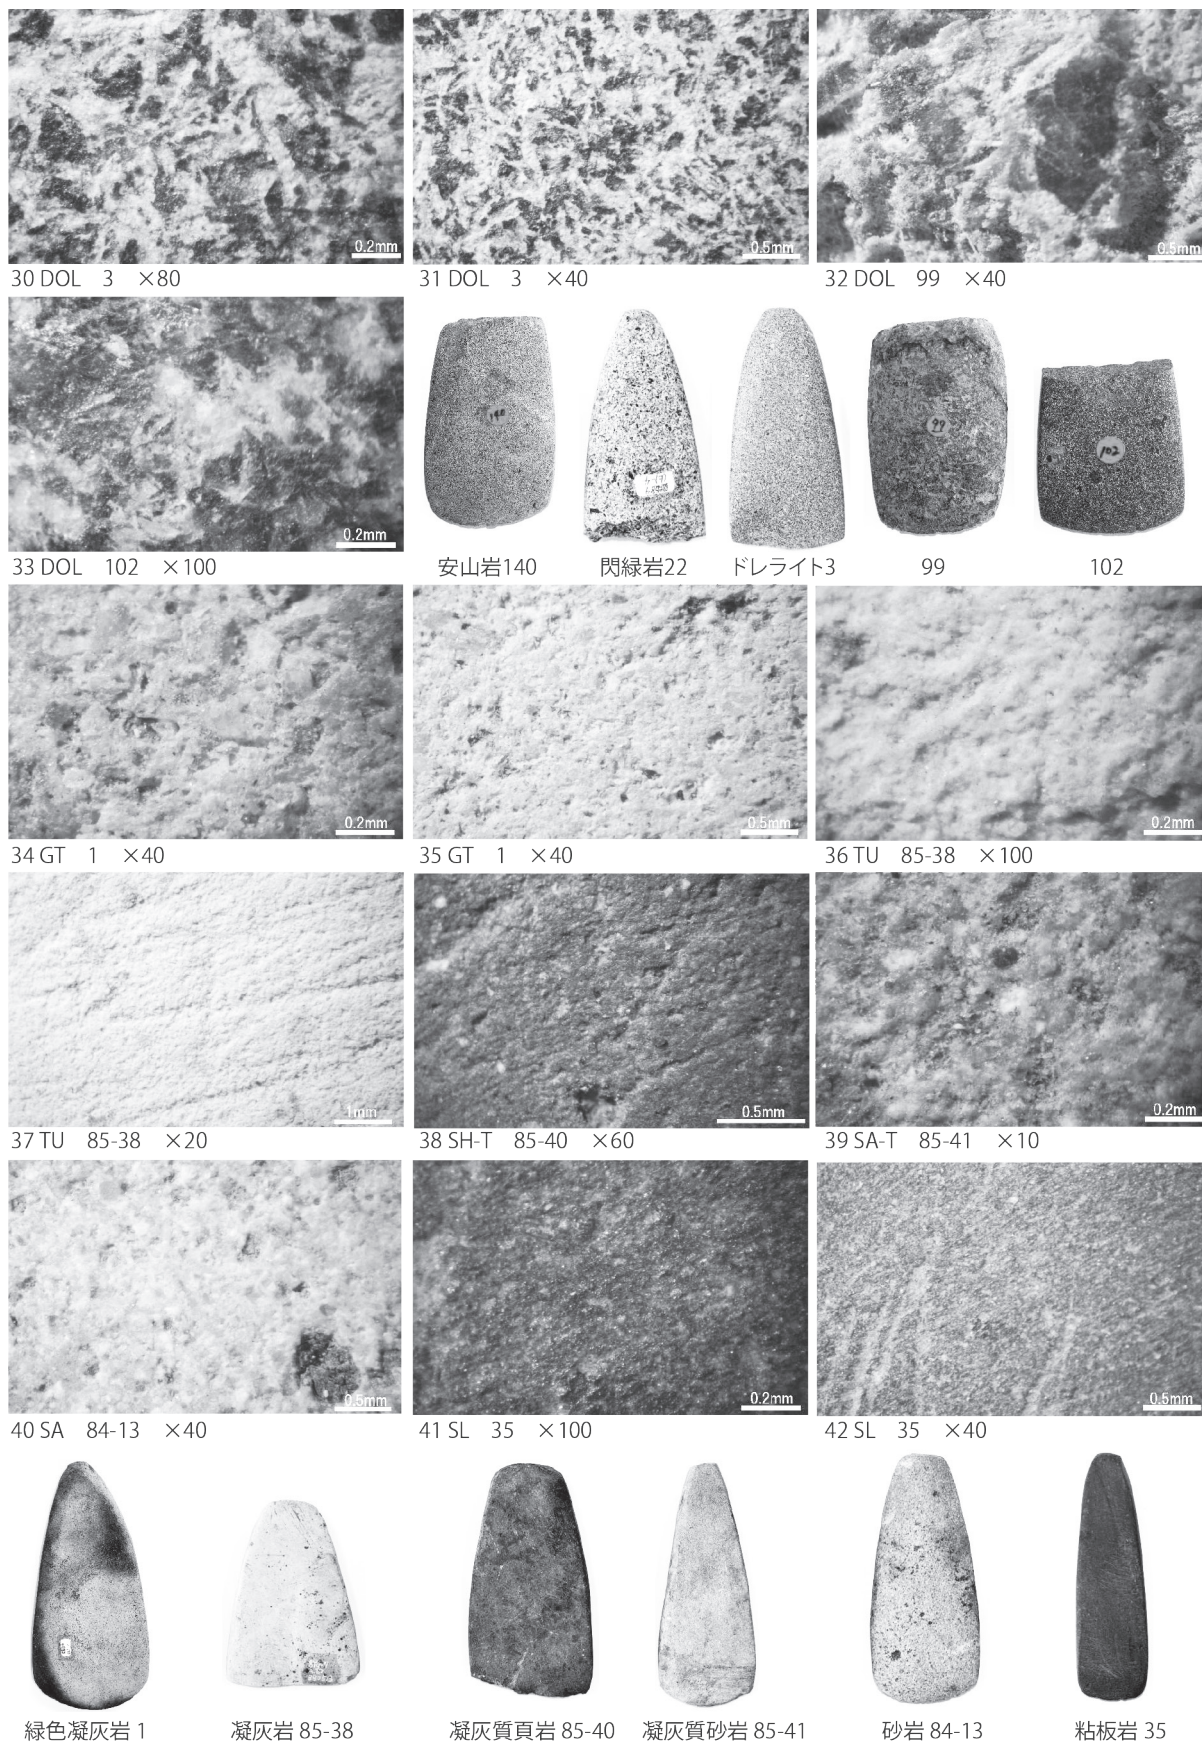 0.2mm
0.5mm
0.5mm
30 DOL 3 ×80
31 DOL 3 ×40
32 DOL 99 ×40
0.2mm
140
99
102
33 DOL 102 ×100
安山岩140
閃緑岩22
ドレライト3
99
102
0.2mm
0.5mm
0.2mm
34 GT 1 ×40
35 GT 1 ×40
36 TU 85-38 ×100
1mm
0.5mm
0.2mm
37 TU 85-38 ×20
38 SH-T 85-40 ×60
39 SA-T 85-41 ×10
0.5mm
0.2mm
0.5mm
40 SA 84-13 ×40
41 SL 35 ×100
42 SL 35 ×40
緑色凝灰岩 1
凝灰岩 85-38
凝灰質頁岩 85-40
凝灰質砂岩 85-41
砂岩 84-13
粘板岩 35